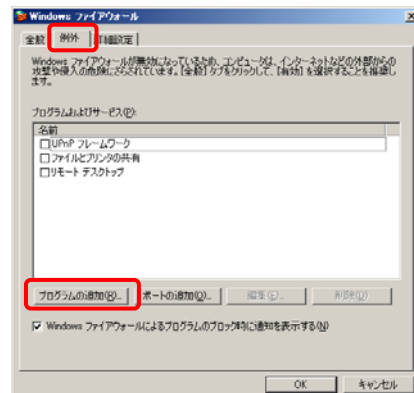 Windows ファイアウォール
全般 例外 詳細設定
Windows ファイアウォールが無効になっているため、コンピュータは、インターネットなどの外部からの
攻撃や侵入の危険にさらされています。[全般] タブをクリックして、[有効] を選択することを推奨し
ます。
プログラムおよびサービス(P):
名前
UPnP フレームワーク
ファイルとプリンタの共有
リモート デスクトップ
プログラムの追加(R)... ポートの追加(O)... 編集(E)... 削除(D)
Windows ファイアウォールによるプログラムのブロック時に通知を表示する(N)
OK キャンセル